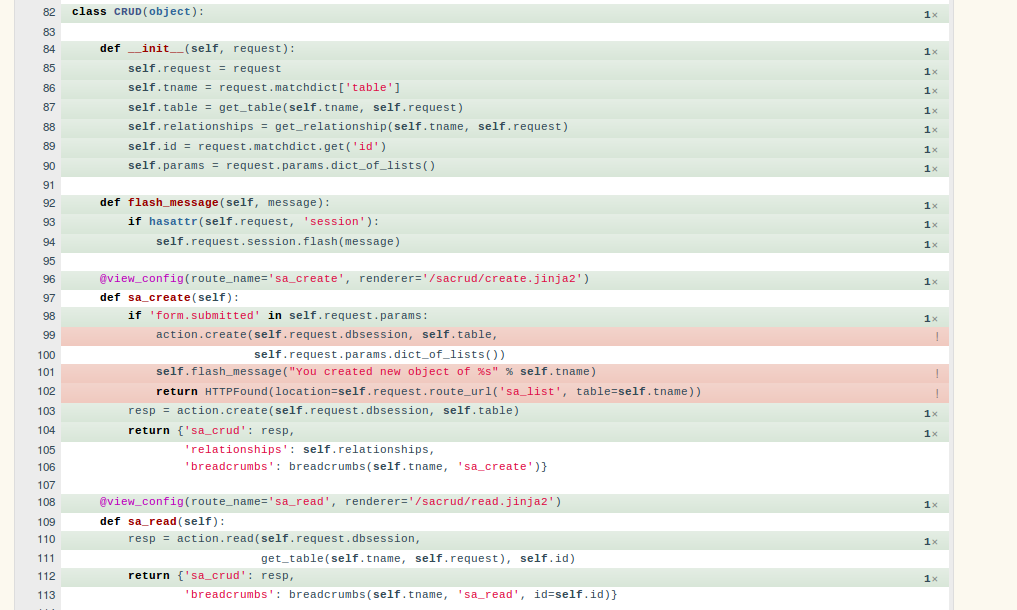 82 class CRUD(object): 1×
83
84     def __init__(self, request): 1×
85         self.request = request 1×
86         self.tname = request.matchdict['table'] 1×
87         self.table = get_table(self.tname, self.request) 1×
88         self.relationships = get_relationship(self.tname, self.request) 1×
89         self.id = request.matchdict.get('id') 1×
90         self.params = request.params.dict_of_lists() 1×
91
92     def flash_message(self, message): 1×
93         if hasattr(self.request, 'session'): 1×
94             self.request.session.flash(message) 1×
95
96     @view_config(route_name='sa_create', renderer='/sacrud/create.jinja2') 1×
97     def sa_create(self):
98         if 'form.submitted' in self.request.params: 1×
99             action.create(self.request.dbsession, self.table, !
100                           self.request.params.dict_of_lists())
101             self.flash_message("You created new object of %s" % self.tname) !
102             return HTTPFound(location=self.request.route_url('sa_list', table=self.tname)) !
103         resp = action.create(self.request.dbsession, self.table) 1×
104         return {'sa_crud': resp, 1×
105                 'relationships': self.relationships,
106                 'breadcrumbs': breadcrumbs(self.tname, 'sa_create')}
107
108     @view_config(route_name='sa_read', renderer='/sacrud/read.jinja2') 1×
109     def sa_read(self):
110         resp = action.read(self.request.dbsession, 1×
111                            get_table(self.tname, self.request), self.id)
112         return {'sa_crud': resp, 1×
113                 'breadcrumbs': breadcrumbs(self.tname, 'sa_read', id=self.id)}